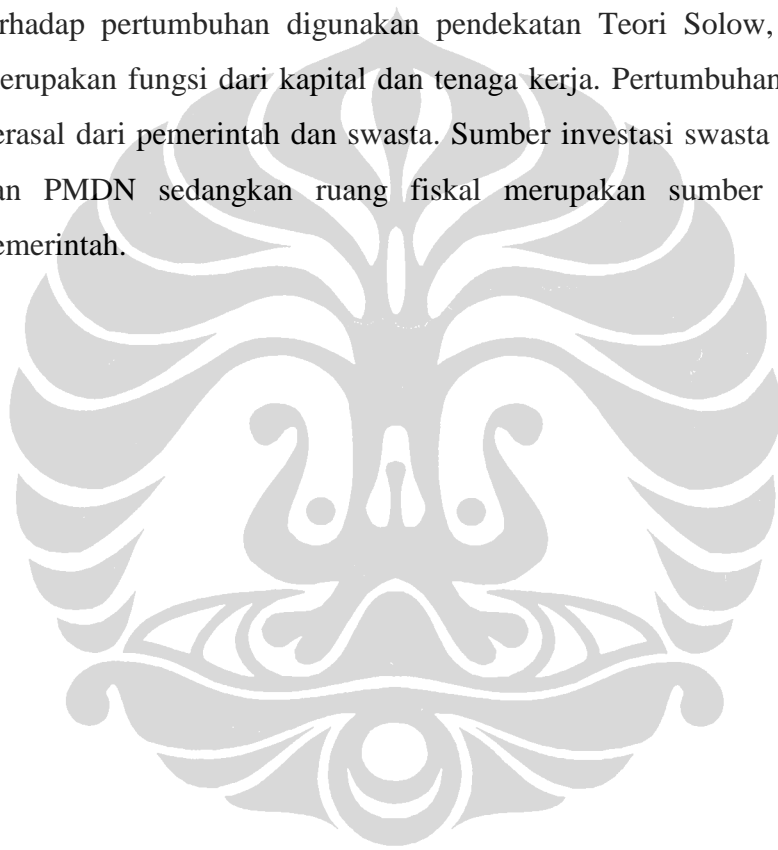 rhadap pertumbuhan digunakan pendekatan Teori Solow,
erupakan fungsi dari kapital dan tenaga kerja. Pertumbuhan
erasal dari pemerintah dan swasta. Sumber investasi swasta
an PMDN sedangkan ruang fiskal merupakan sumber
emerintah.